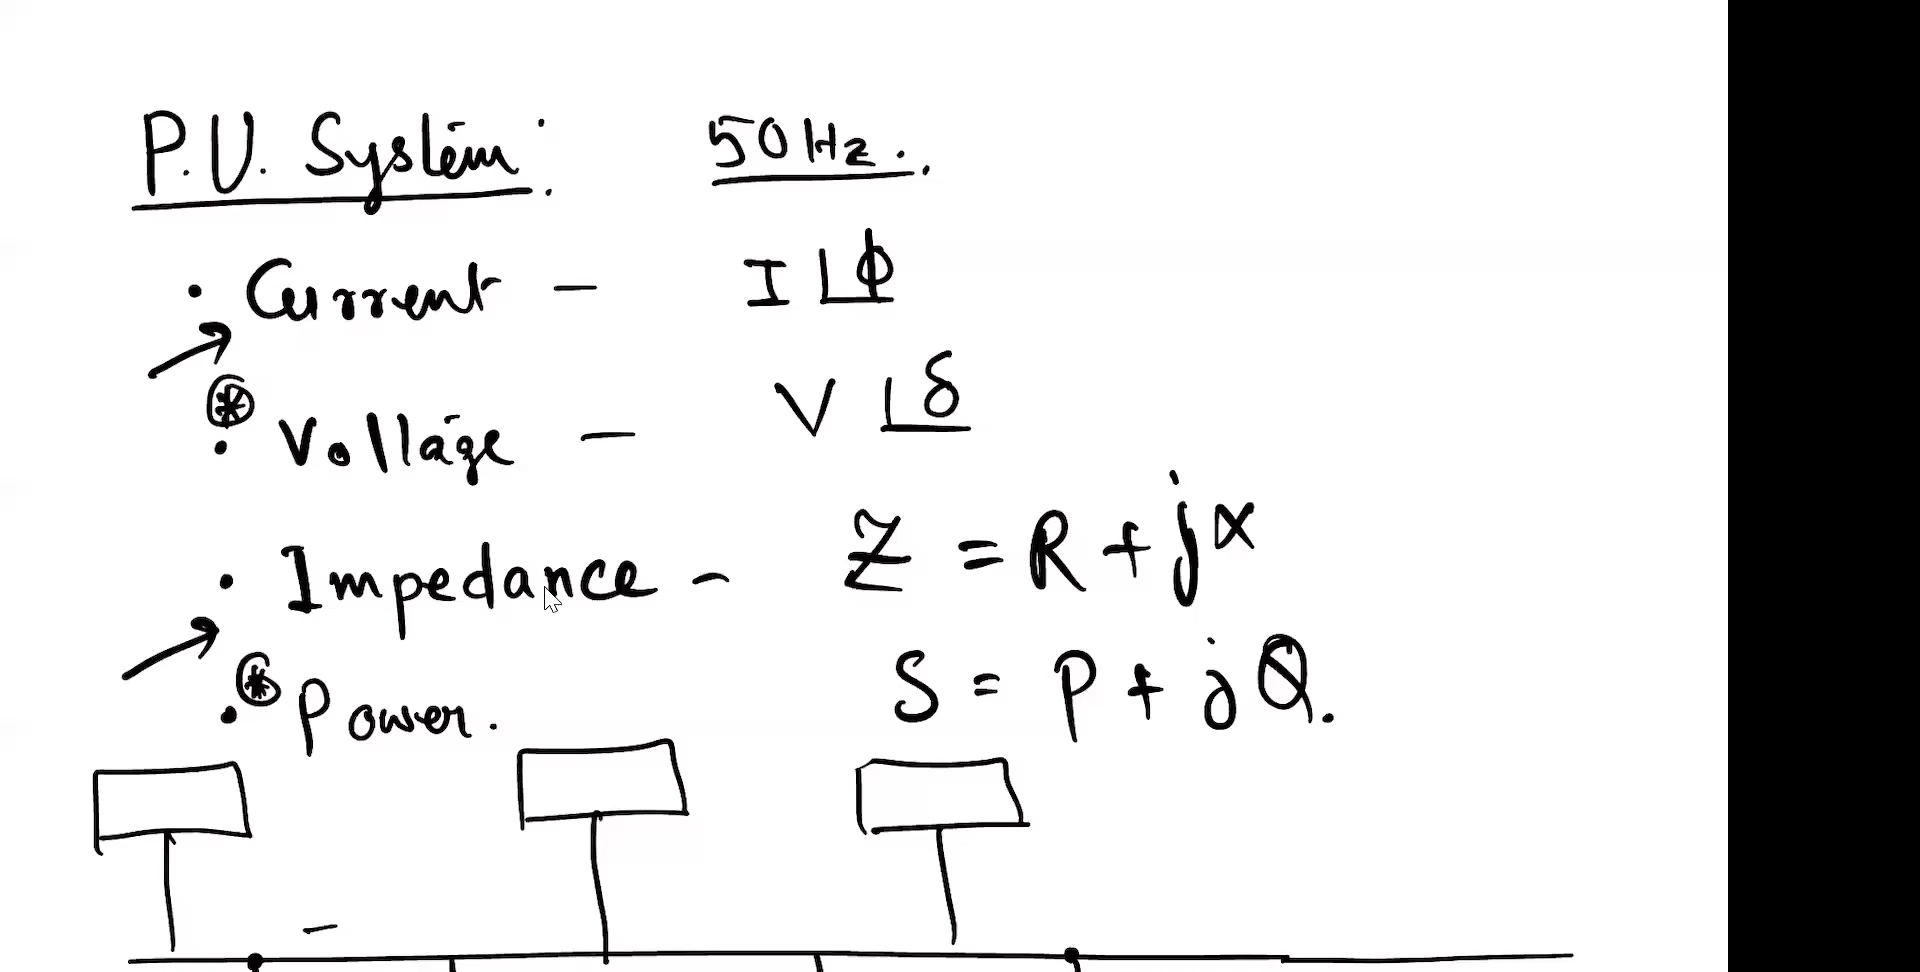 P.U. System: 50Hz.
• Current - I∠ϕ
• Voltage - V∠δ
• Impedance - Z = R + jx
• Power. S = P + jQ.